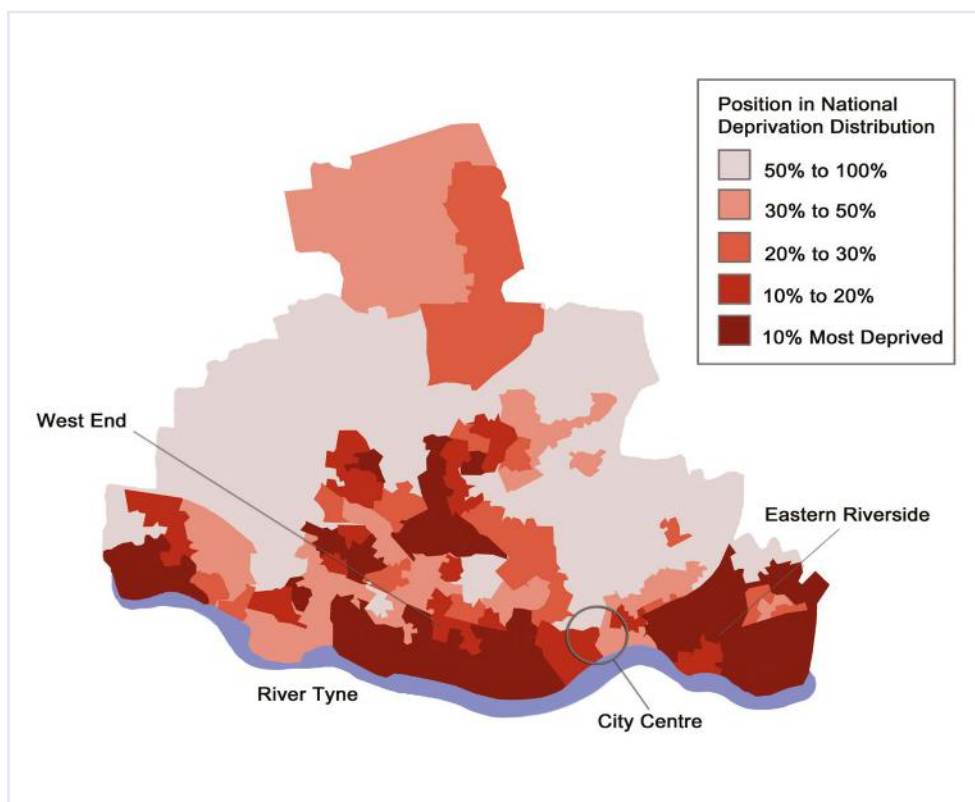 Position in National
Deprivation Distribution
50% to 100%
30% to 50%
20% to 30%
10% to 20%
10% Most Deprived
West End
Eastern Riverside
River Tyne
City Centre